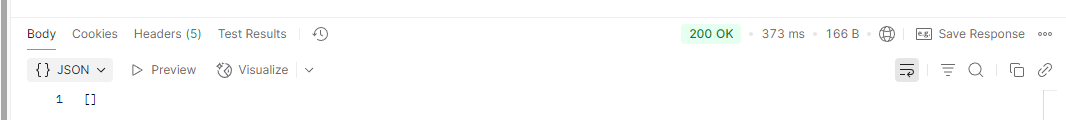 Body Cookies Headers (5) Test Results 200 OK • 373 ms • 166 B e.g. Save Response
{} JSON Preview Visualize
1 []